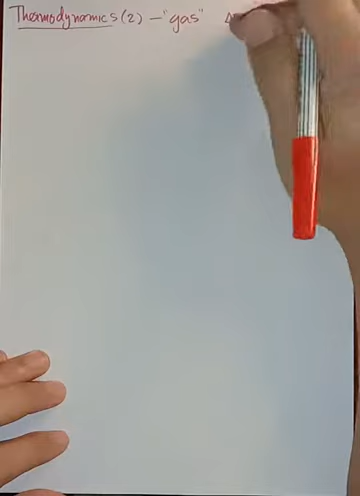 Thermodynamics (2) — "gas"